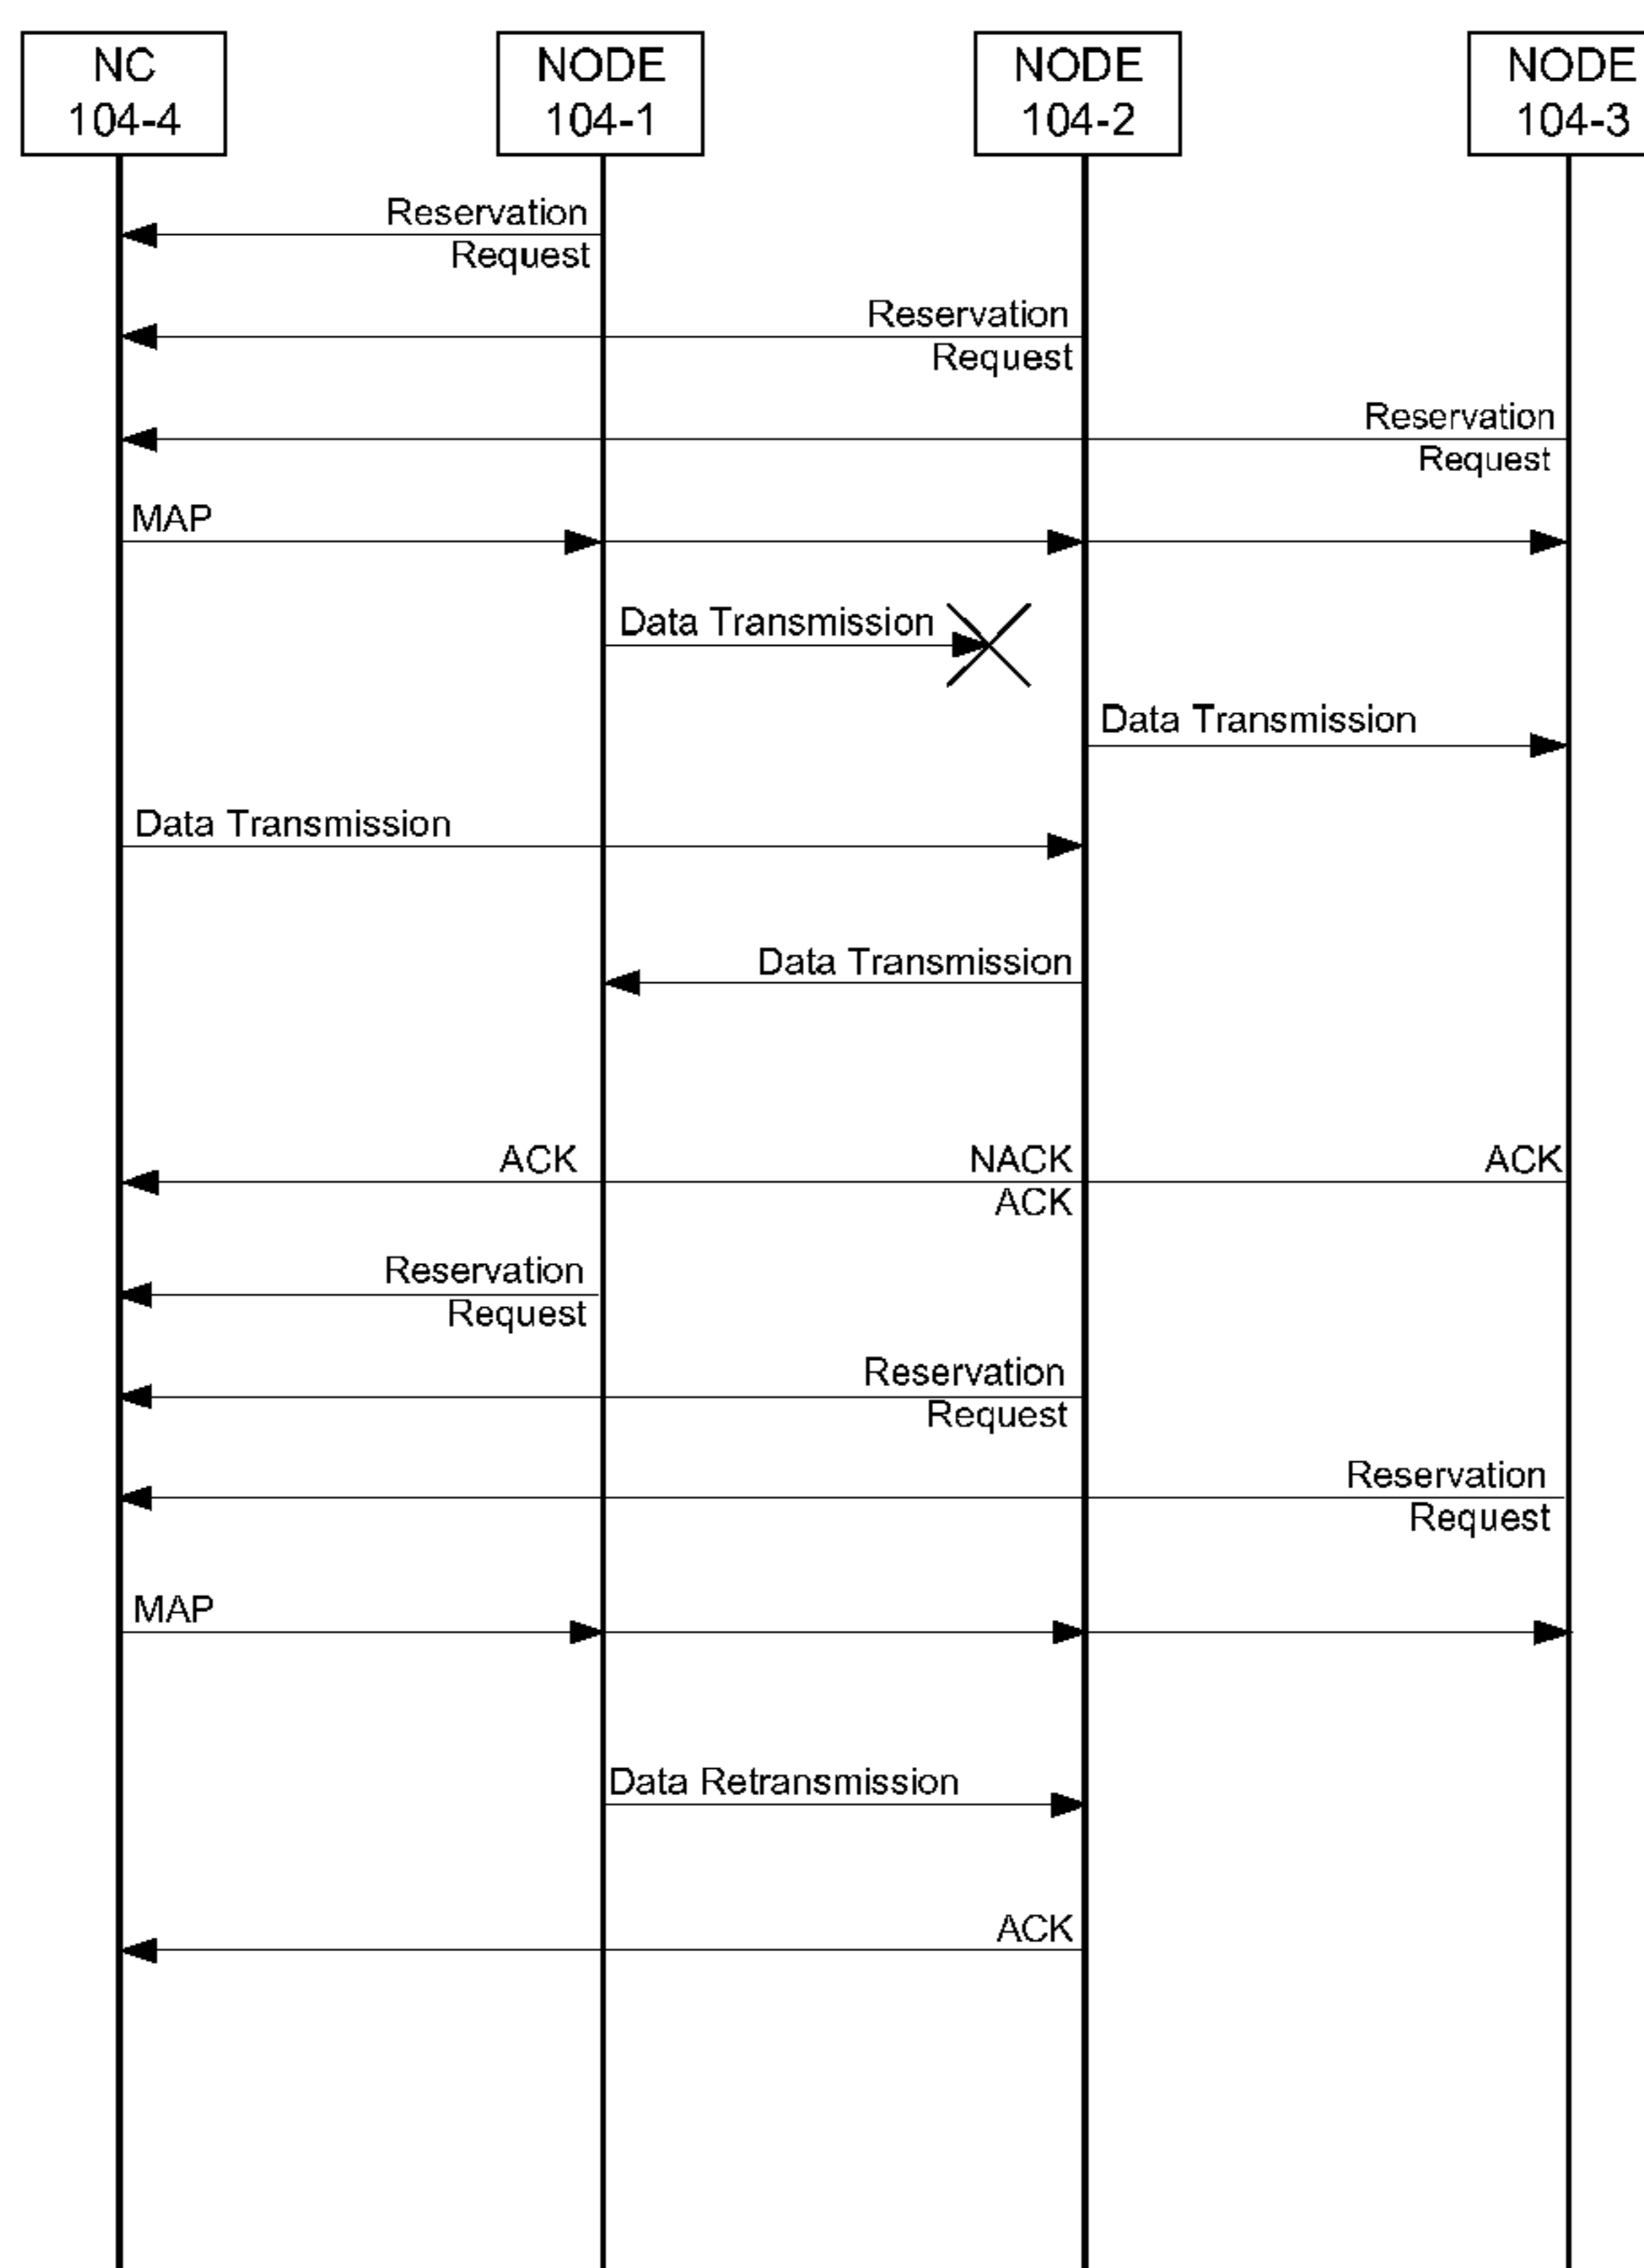 NC
104-4
NODE
104-1
NODE
104-2
NODE
104-3
Reservation
Request
Reservation
Request
Reservation
Request
MAP
Data Transmission
Data Transmission
Data Transmission
Data Transmission
ACK
NACK
ACK
ACK
Reservation
Request
Reservation
Request
Reservation
Request
MAP
Data Retransmission
ACK